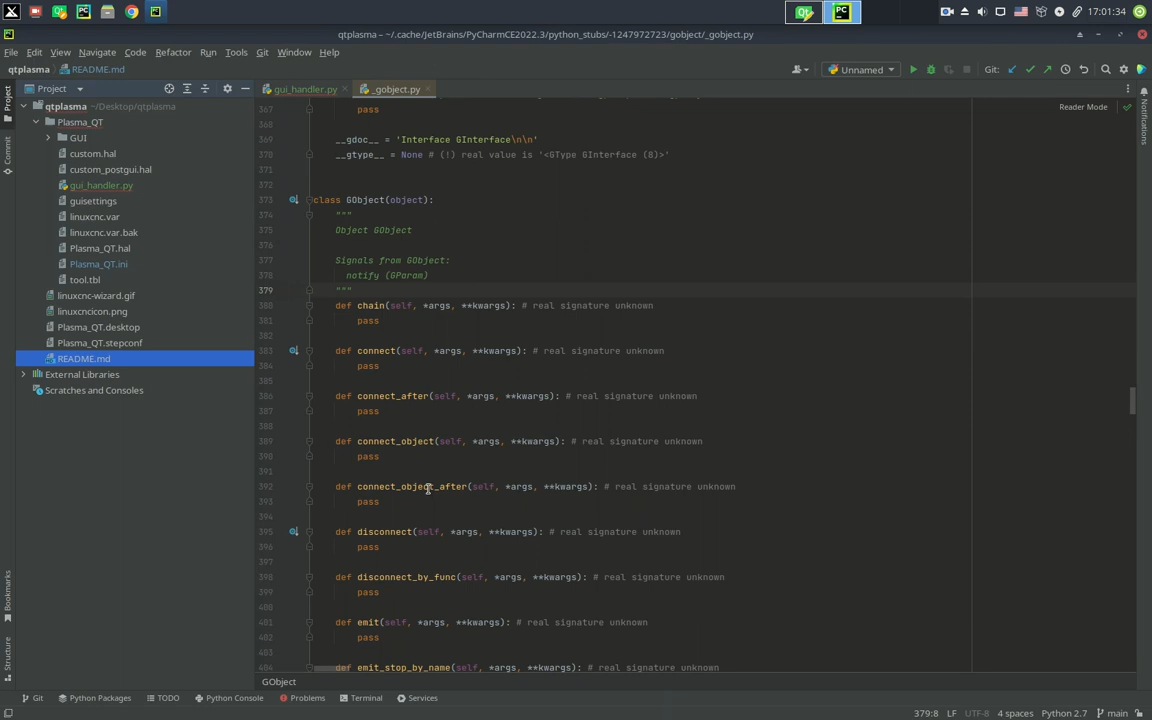 17:01:34
qtplasma – ~/.cache/JetBrains/PyCharmCE2022.3/python_stubs/-1247972723/gobject/_gobject.py
File Edit View Navigate Code Refactor Run Tools Git Window Help
qtplasma README.md Unnamed Git:
Project gui_handler.py _gobject.py
Reader Mode
Project
Commit
Bookmarks
Structure
Notifications
qtplasma ~/Desktop/qtplasma
Plasma_QT
GUI
custom.hal
custom_postgui.hal
gui_handler.py
guisettings
linuxcnc.var
linuxcnc.var.bak
Plasma_QT.hal
Plasma_QT.ini
tool.tbl
linuxcnc-wizard.gif
linuxcncicon.png
Plasma_QT.desktop
Plasma_QT.stepconf
README.md
External Libraries
Scratches and Consoles
367 pass
368
369 __gdoc__ = 'Interface GInterface\n\n'
370 __gtype__ = None # (!) real value is '<GType GInterface (8)>'
371
372
373 class GObject(object):
374 """
375 Object GObject
376
377 Signals from GObject:
378 notify (GParam)
379 """
380 def chain(self, *args, **kwargs): # real signature unknown
381 pass
382
383 def connect(self, *args, **kwargs): # real signature unknown
384 pass
385
386 def connect_after(self, *args, **kwargs): # real signature unknown
387 pass
388
389 def connect_object(self, *args, **kwargs): # real signature unknown
390 pass
391
392 def connect_object_after(self, *args, **kwargs): # real signature unknown
393 pass
394
395 def disconnect(self, *args, **kwargs): # real signature unknown
396 pass
397
398 def disconnect_by_func(self, *args, **kwargs): # real signature unknown
399 pass
400
401 def emit(self, *args, **kwargs): # real signature unknown
402 pass
403
404 def emit_stop_by_name(self, *args, **kwargs): # real signature unknown
GObject
Git Python Packages TODO Python Console Problems Terminal Services
379:8 LF UTF-8 4 spaces Python 2.7 main